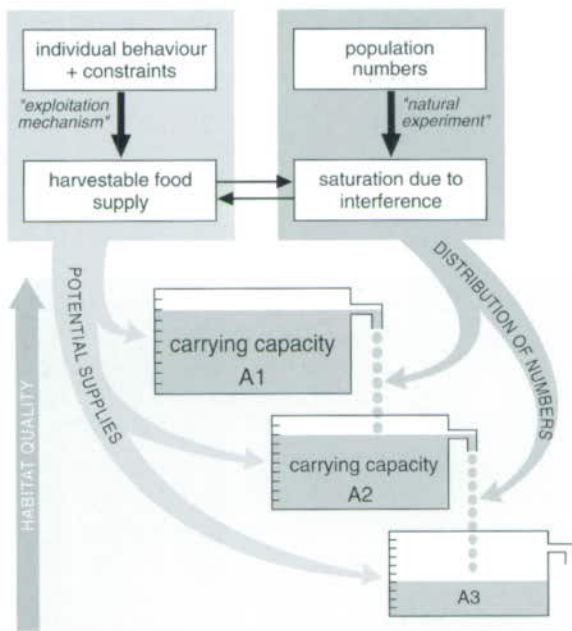 individual behaviour
+ constraints
population
numbers
"exploitation
mechanism"
"natural
experiment"
harvestable food
supply
saturation due to
interference
POTENTIAL SUPPLIES
DISTRIBUTION OF NUMBERS
HABITAT QUALITY
carrying capacity
A1
carrying capacity
A2
A3